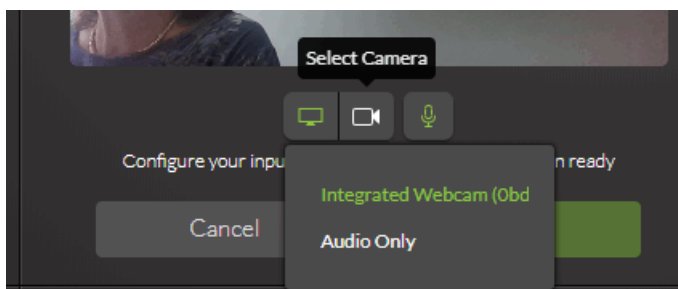 Select Camera
Configure your inpu
n ready
Integrated Webcam (0bd
Cancel
Audio Only